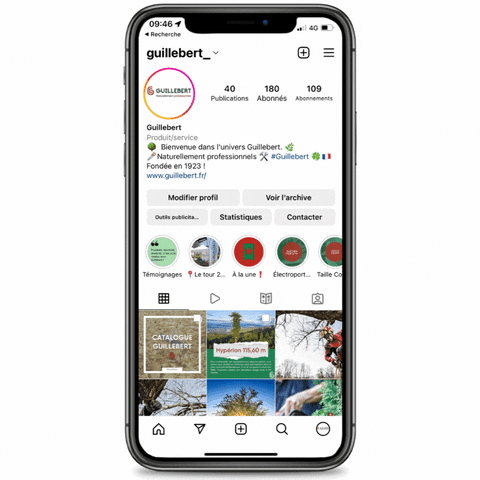 09:46
4G
◀ Recherche
guillebert_
GUILLEBERT
40 180 109
Publications Abonnés Abonnements
Guillebert
Produit/service
🌳 Bienvenue dans l'univers Guillebert. 🌿
🪓Naturellement professionnels ⚒ #Guillebert 🍀🇫🇷
Fondée en 1923 !
www.guillebert.fr/
Modifier profil Voir l'archive
Outils publicita... Statistiques Contacter
Témoignages 📍Le tour 2... À la une❗ Électroport... Taille Co...
CATALOGUE
GUILLEBERT
Hypérion 115,60 m